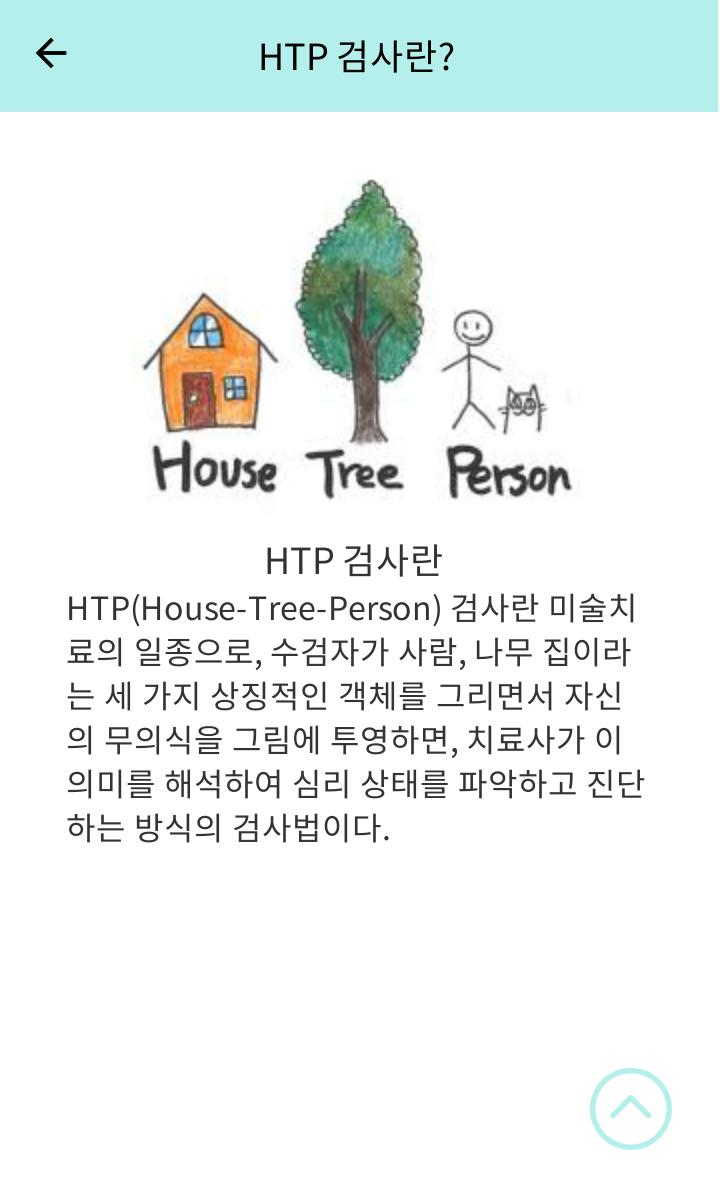 HTP 검사란?
House Tree Person
HTP 검사란
HTP(House-Tree-Person) 검사란 미술치
료의 일종으로, 수검자가 사람, 나무 집이라
는 세 가지 상징적인 객체를 그리면서 자신
의 무의식을 그림에 투영하면, 치료사가 이
의미를 해석하여 심리 상태를 파악하고 진단
하는 방식의 검사법이다.